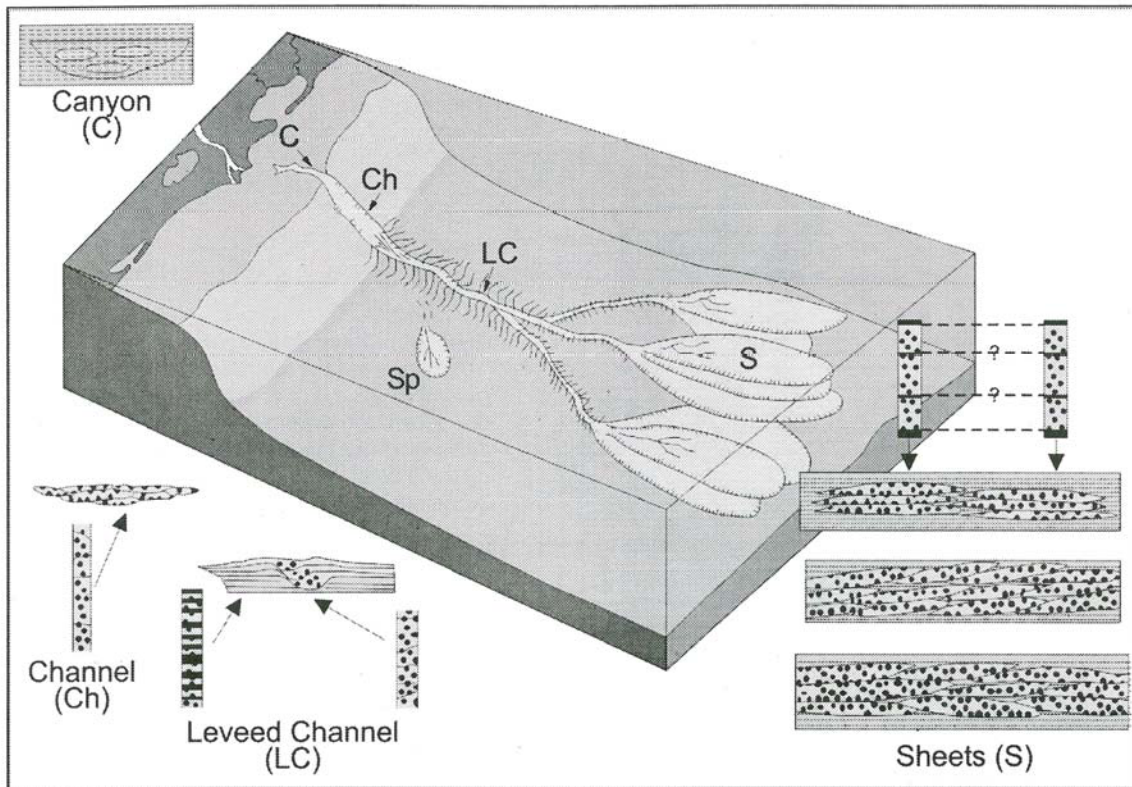 Canyon
(C)
C
Ch
LC
S
Sp
?
?
Channel
(Ch)
Leveed Channel
(LC)
Sheets (S)